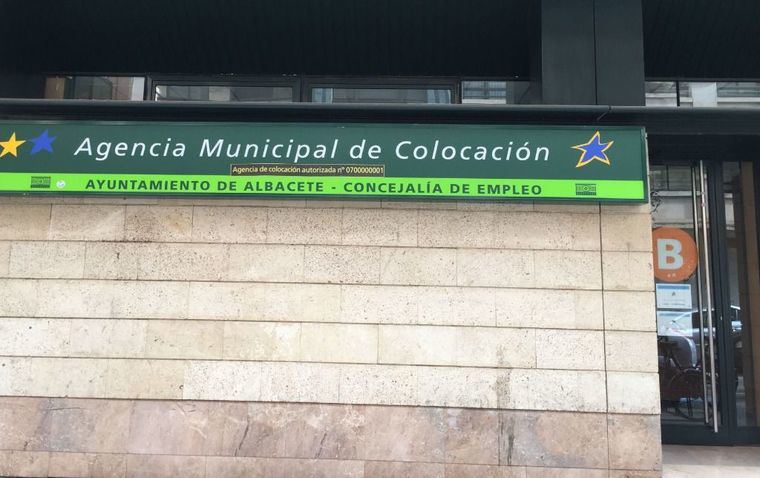 Agencia Municipal de Colocación
Agencia de colocación autorizada nº 0700000001
AYUNTAMIENTO DE ALBACETE - CONCEJALÍA DE EMPLEO
B